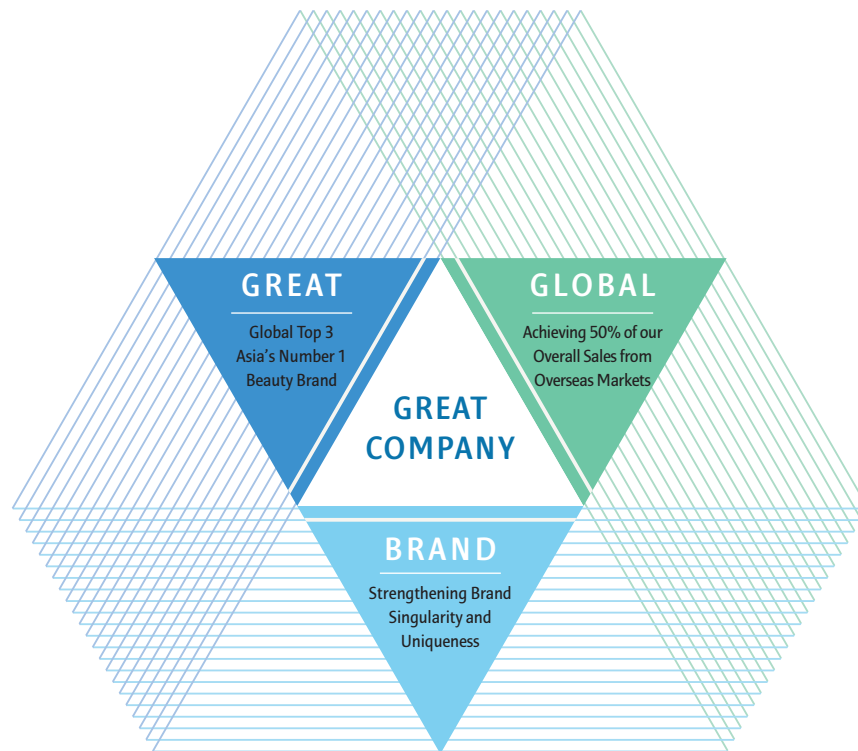 GREAT
Global Top 3
Asia's Number 1
Beauty Brand
GLOBAL
Achieving 50% of our
Overall Sales from
Overseas Markets
GREAT
COMPANY
BRAND
Strengthening Brand
Singularity and
Uniqueness